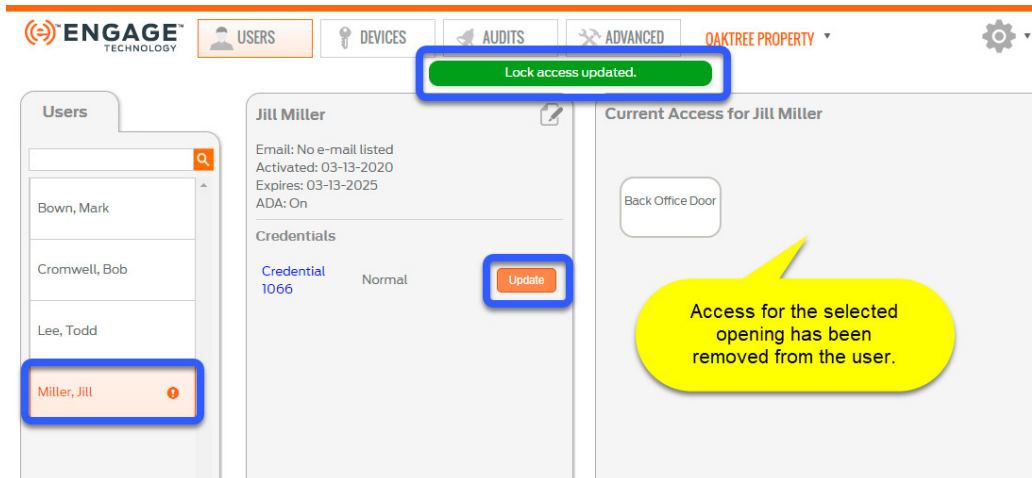 ENGAGE™
TECHNOLOGY
USERS
DEVICES
AUDITS
ADVANCED
OAKTREE PROPERTY
Lock access updated.
Users
Bown, Mark
Cromwell, Bob
Lee, Todd
Miller, Jill
Jill Miller
Email: No e-mail listed
Activated: 03-13-2020
Expires: 03-13-2025
ADA: On
Credentials
Credential
1066
Normal
Update
Current Access for Jill Miller
Back Office Door
Access for the selected
opening has been
removed from the user.